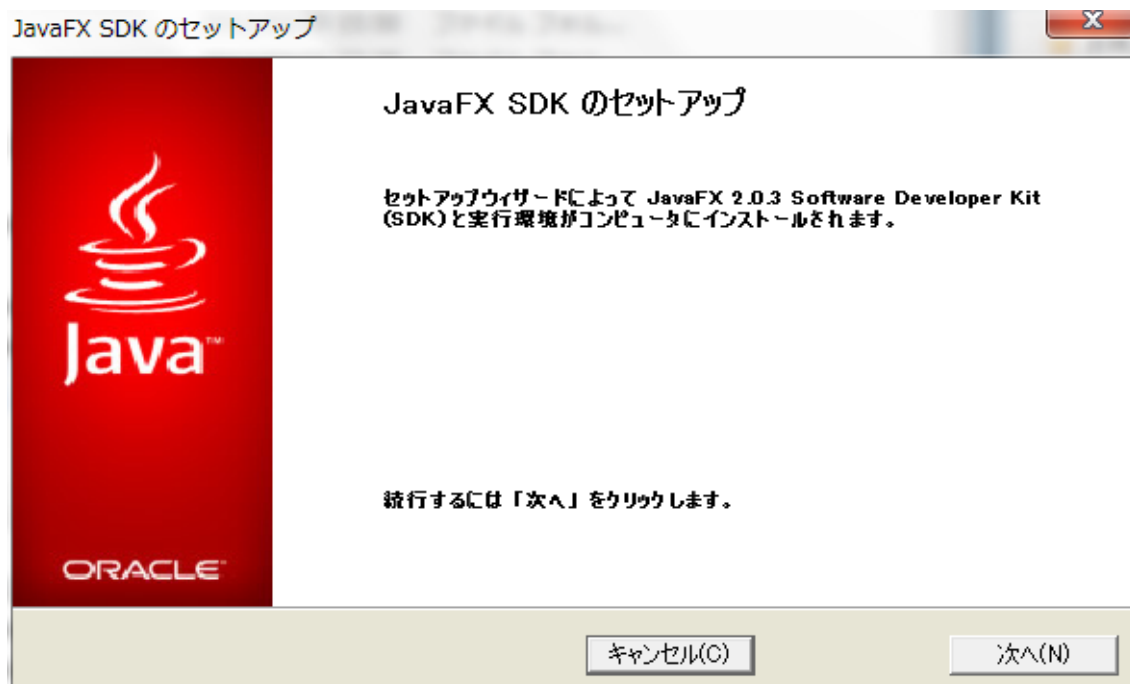 JavaFX SDK のセットアップ
JavaFX SDK のセットアップ
セットアップウィザードによって JavaFX 2.0.3 Software Developer Kit
(SDK)と実行環境がコンピュータにインストールされます。
Java™
続行するには「次へ」をクリックします。
ORACLE
キャンセル(C)
次へ(N)